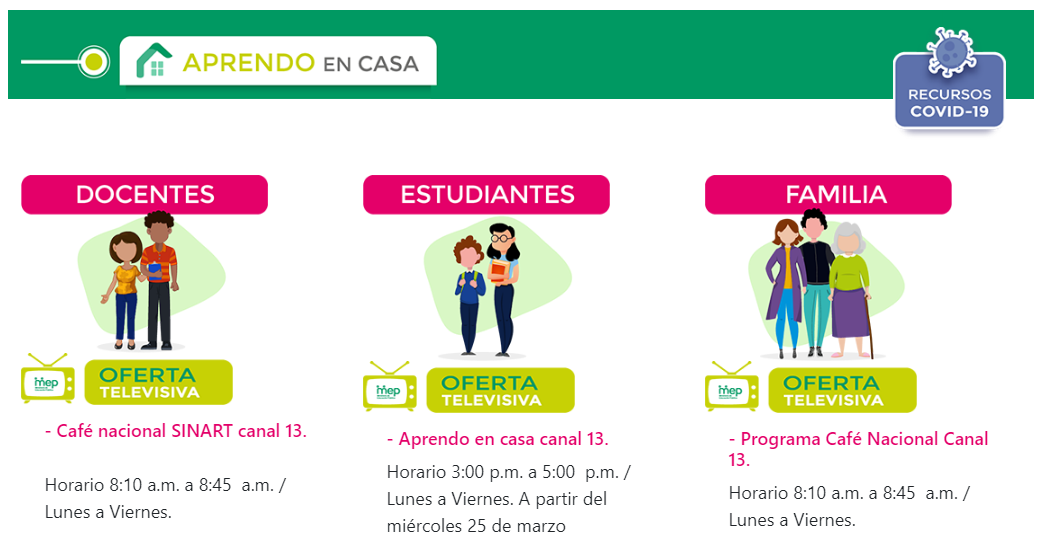 APRENDO EN CASA
RECURSOS
COVID-19
DOCENTES
mep
OFERTA
TELEVISIVA
- Café nacional SINART canal 13.
Horario 8:10 a.m. a 8:45 a.m. /
Lunes a Viernes.
ESTUDIANTES
mep
OFERTA
TELEVISIVA
- Aprendo en casa canal 13.
Horario 3:00 p.m. a 5:00 p.m. /
Lunes a Viernes. A partir del
miércoles 25 de marzo
FAMILIA
mep
OFERTA
TELEVISIVA
- Programa Café Nacional Canal
13.
Horario 8:10 a.m. a 8:45 a.m. /
Lunes a Viernes.